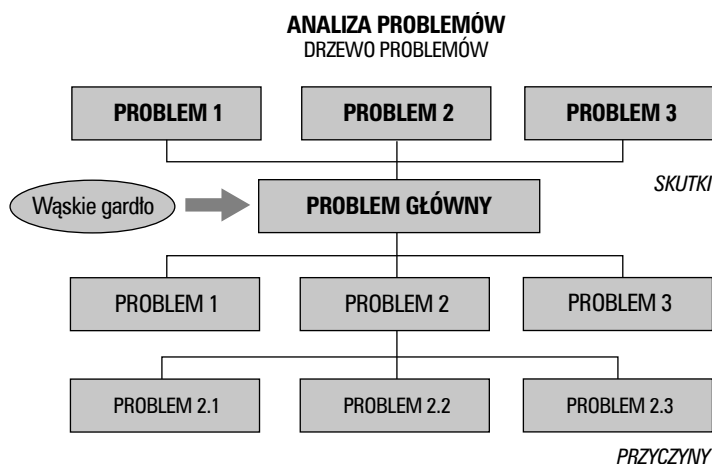 ANALIZA PROBLEMÓW
DRZEWO PROBLEMÓW
PROBLEM 1
PROBLEM 2
PROBLEM 3
SKUTKI
Wąskie gardło
PROBLEM GŁÓWNY
PROBLEM 1
PROBLEM 2
PROBLEM 3
PROBLEM 2.1
PROBLEM 2.2
PROBLEM 2.3
PRZYCZYNY